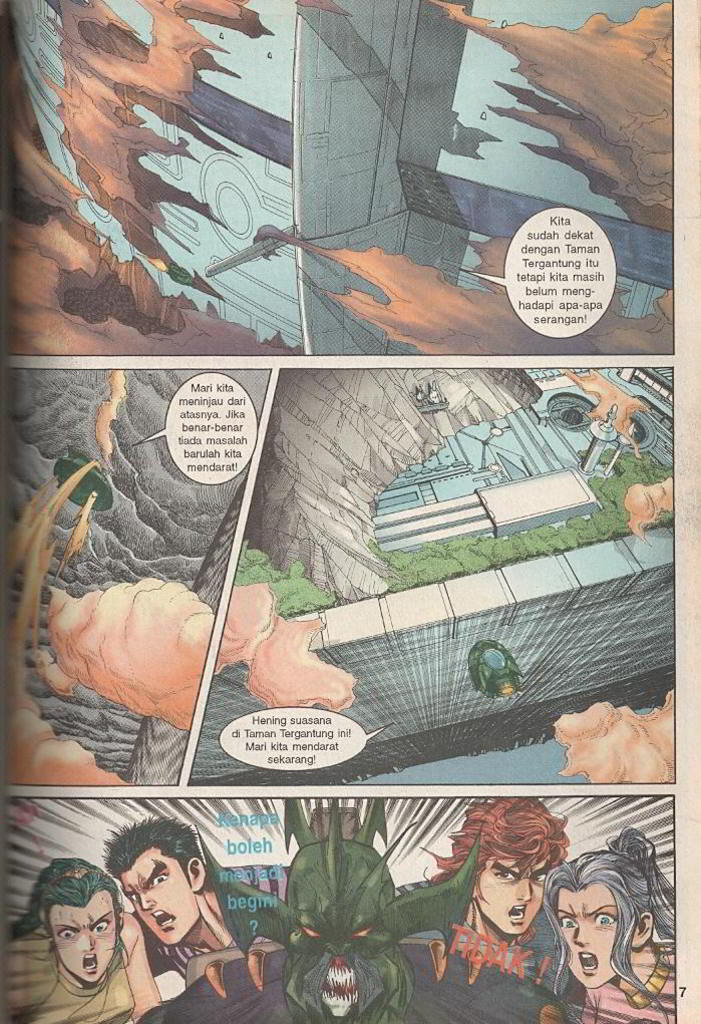 Kita
sudah dekat
dengan Taman
Tergantung itu
tetapi kita masih
belum meng-
hadapi apa-apa
serangan!
Mari kita
meninjau dari
atasnya. Jika
benar-benar
tiada masalah
barulah kita
mendarat!
Hening suasana
di Taman Tergantung ini!
Mari kita mendarat
sekarang!
Kenapa
boleh
menjadi
begini
?
TIDAK!
7